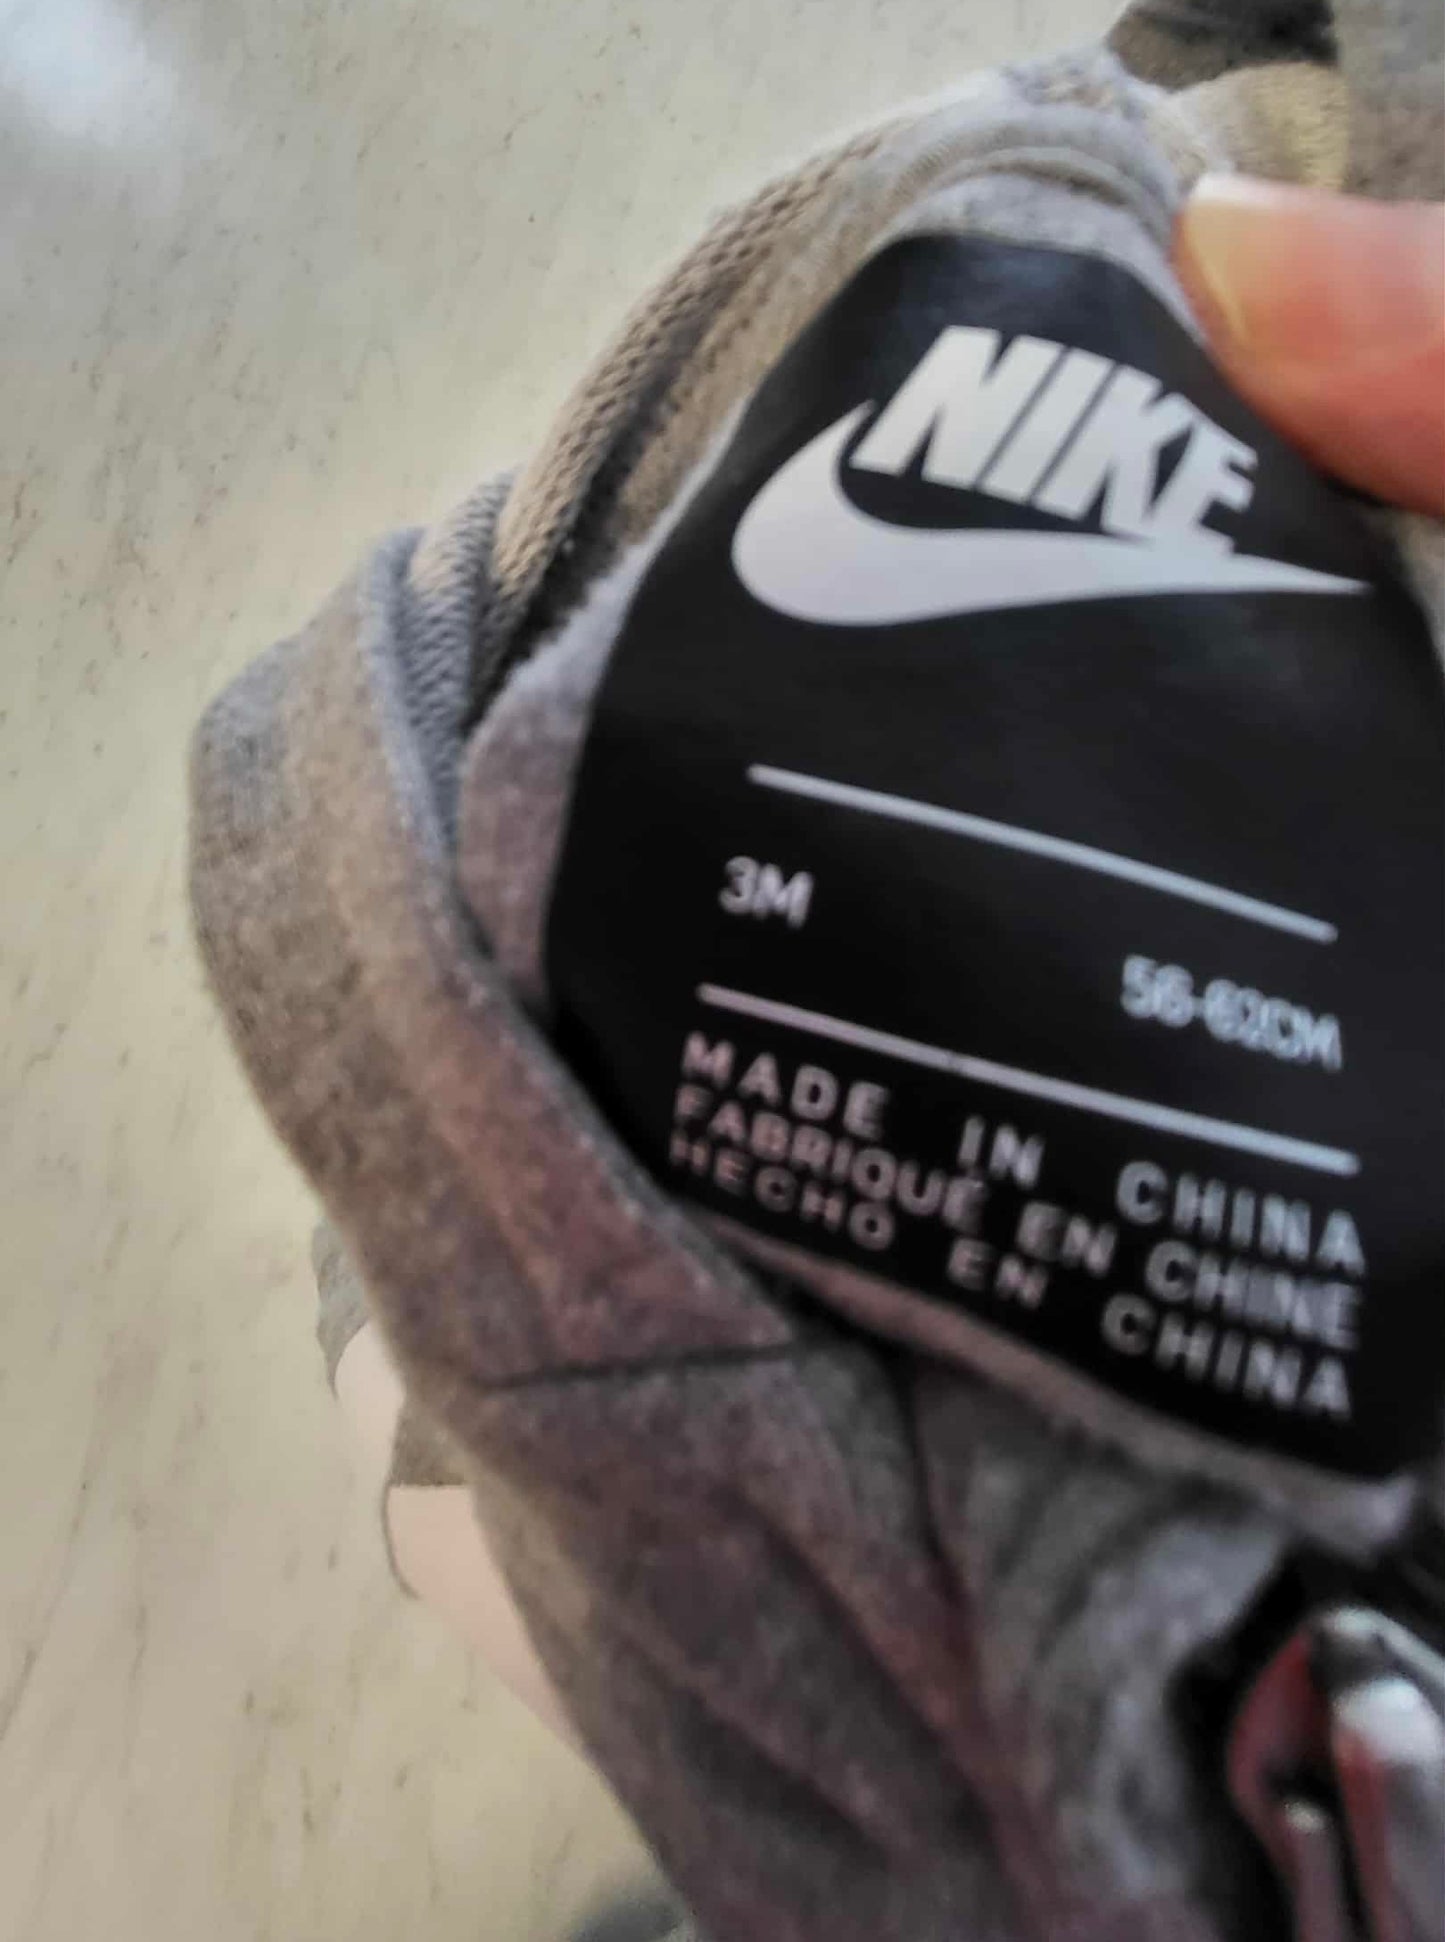 NIKE
3M
56-62CM
MADE IN CHINA
FABRIQUÉ EN CHINE
HECHO EN CHINA